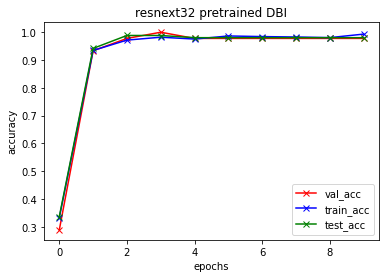 resnext32 pretrained DBI
accuracy
1.0
0.9
0.8
0.7
0.6
0.5
0.4
0.3
val_acc
train_acc
test_acc
0 2 4 6 8
epochs